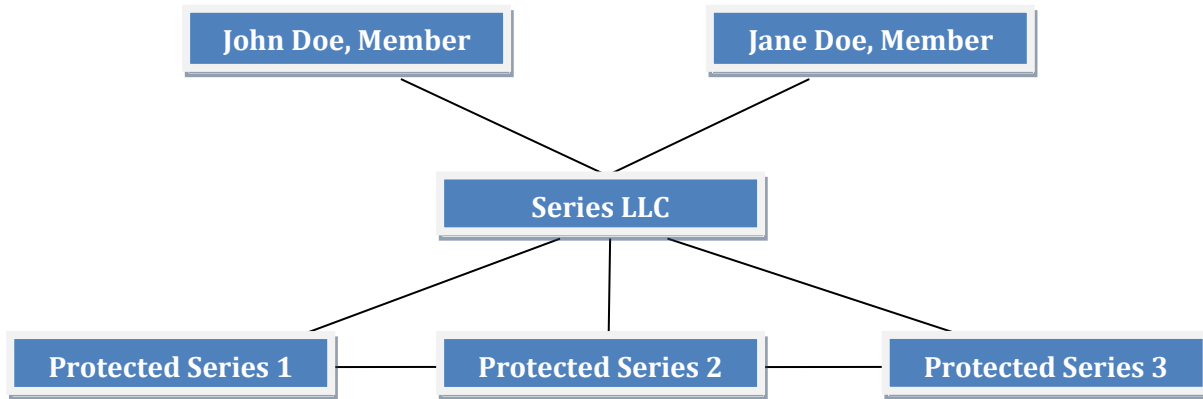 John Doe, Member
Jane Doe, Member
Series LLC
Protected Series 1
Protected Series 2
Protected Series 3